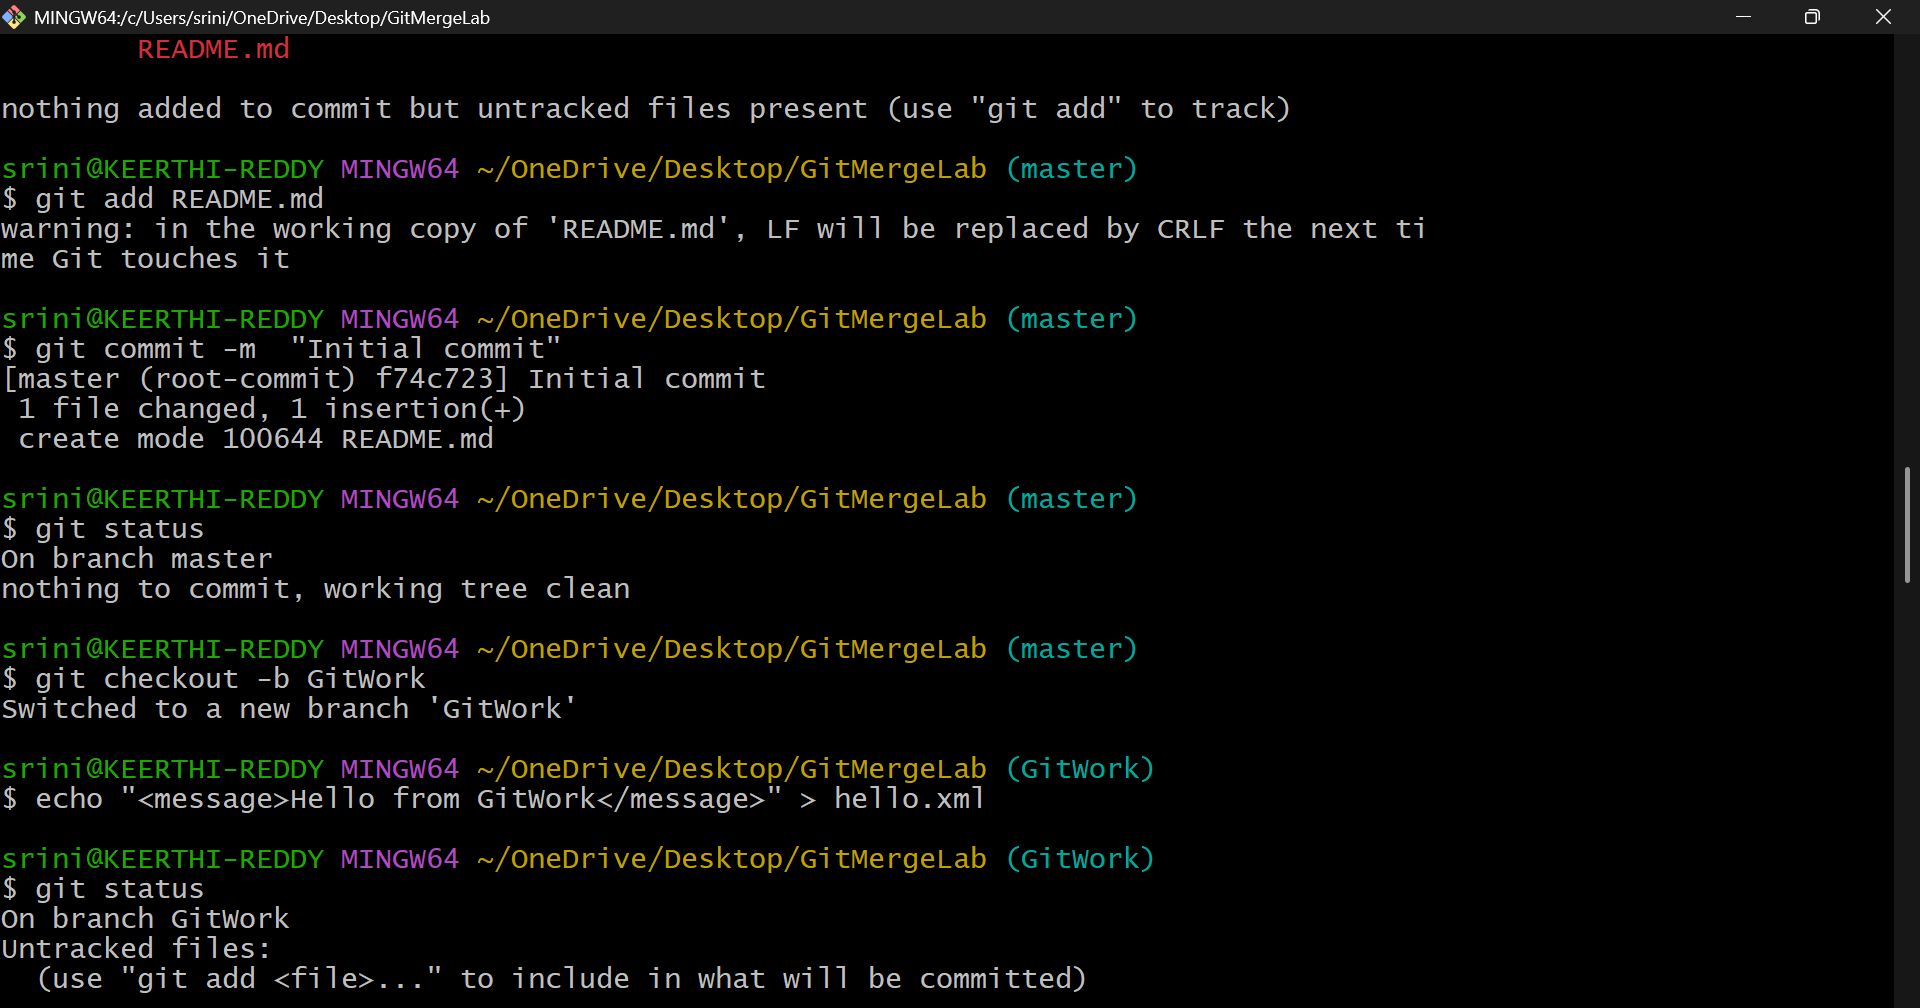 MINGW64:/c/Users/srini/OneDrive/Desktop/GitMergeLab
README.md
nothing added to commit but untracked files present (use "git add" to track)
srini@KEERTHI-REDDY MINGW64 ~/OneDrive/Desktop/GitMergeLab (master)
$ git add README.md
warning: in the working copy of 'README.md', LF will be replaced by CRLF the next ti
me Git touches it
srini@KEERTHI-REDDY MINGW64 ~/OneDrive/Desktop/GitMergeLab (master)
$ git commit -m  "Initial commit"
[master (root-commit) f74c723] Initial commit
 1 file changed, 1 insertion(+)
 create mode 100644 README.md
srini@KEERTHI-REDDY MINGW64 ~/OneDrive/Desktop/GitMergeLab (master)
$ git status
On branch master
nothing to commit, working tree clean
srini@KEERTHI-REDDY MINGW64 ~/OneDrive/Desktop/GitMergeLab (master)
$ git checkout -b GitWork
Switched to a new branch 'GitWork'
srini@KEERTHI-REDDY MINGW64 ~/OneDrive/Desktop/GitMergeLab (GitWork)
$ echo "<message>Hello from GitWork</message>" > hello.xml
srini@KEERTHI-REDDY MINGW64 ~/OneDrive/Desktop/GitMergeLab (GitWork)
$ git status
On branch GitWork
Untracked files:
  (use "git add <file>..." to include in what will be committed)